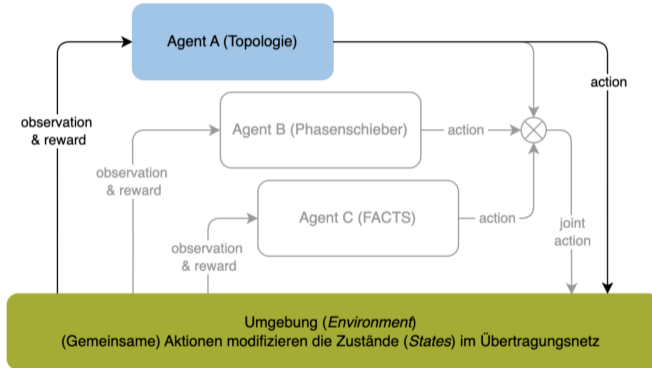 Agent A (Topologie)
action
observation
& reward
Agent B (Phasenschieber)
action
observation
& reward
Agent C (FACTS)
action
joint
action
observation
& reward
Umgebung (Environment)
(Gemeinsame) Aktionen modifizieren die Zustände (States) im Übertragungsnetz